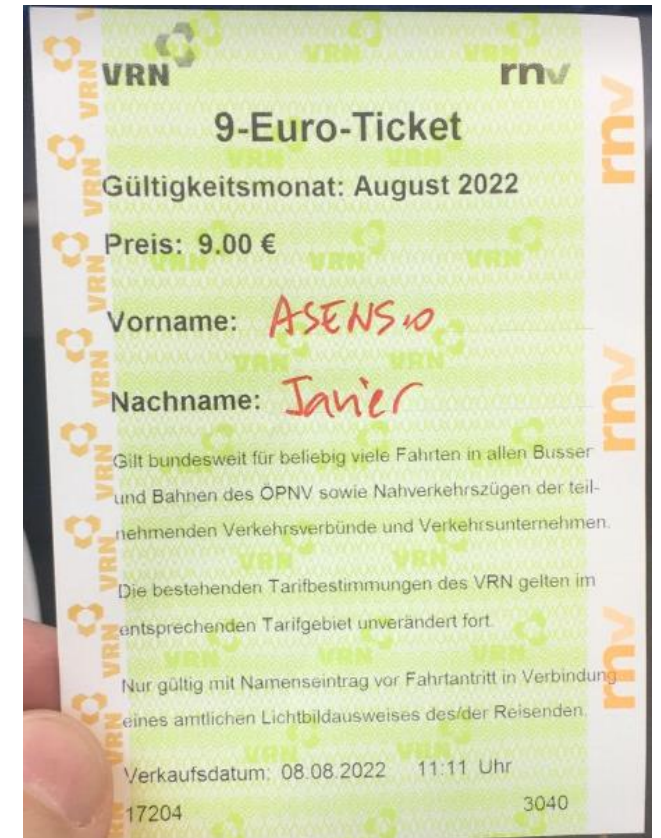 VRN rnv
9-Euro-Ticket
Gültigkeitsmonat: August 2022
Preis: 9.00 €
Vorname: ASENSIO
Nachname: Javier
Gilt bundesweit für beliebig viele Fahrten in allen Busser
und Bahnen des ÖPNV sowie Nahverkehrszügen der teil-
nehmenden Verkehrsverbünde und Verkehrsunternehmen.
Die bestehenden Tarifbestimmungen des VRN gelten im
entsprechenden Tarifgebiet unverändert fort.
Nur gültig mit Namenseintrag vor Fahrtantritt in Verbindung
eines amtlichen Lichtbildausweises des/der Reisenden.
Verkaufsdatum: 08.08.2022 11:11 Uhr
17204 3040